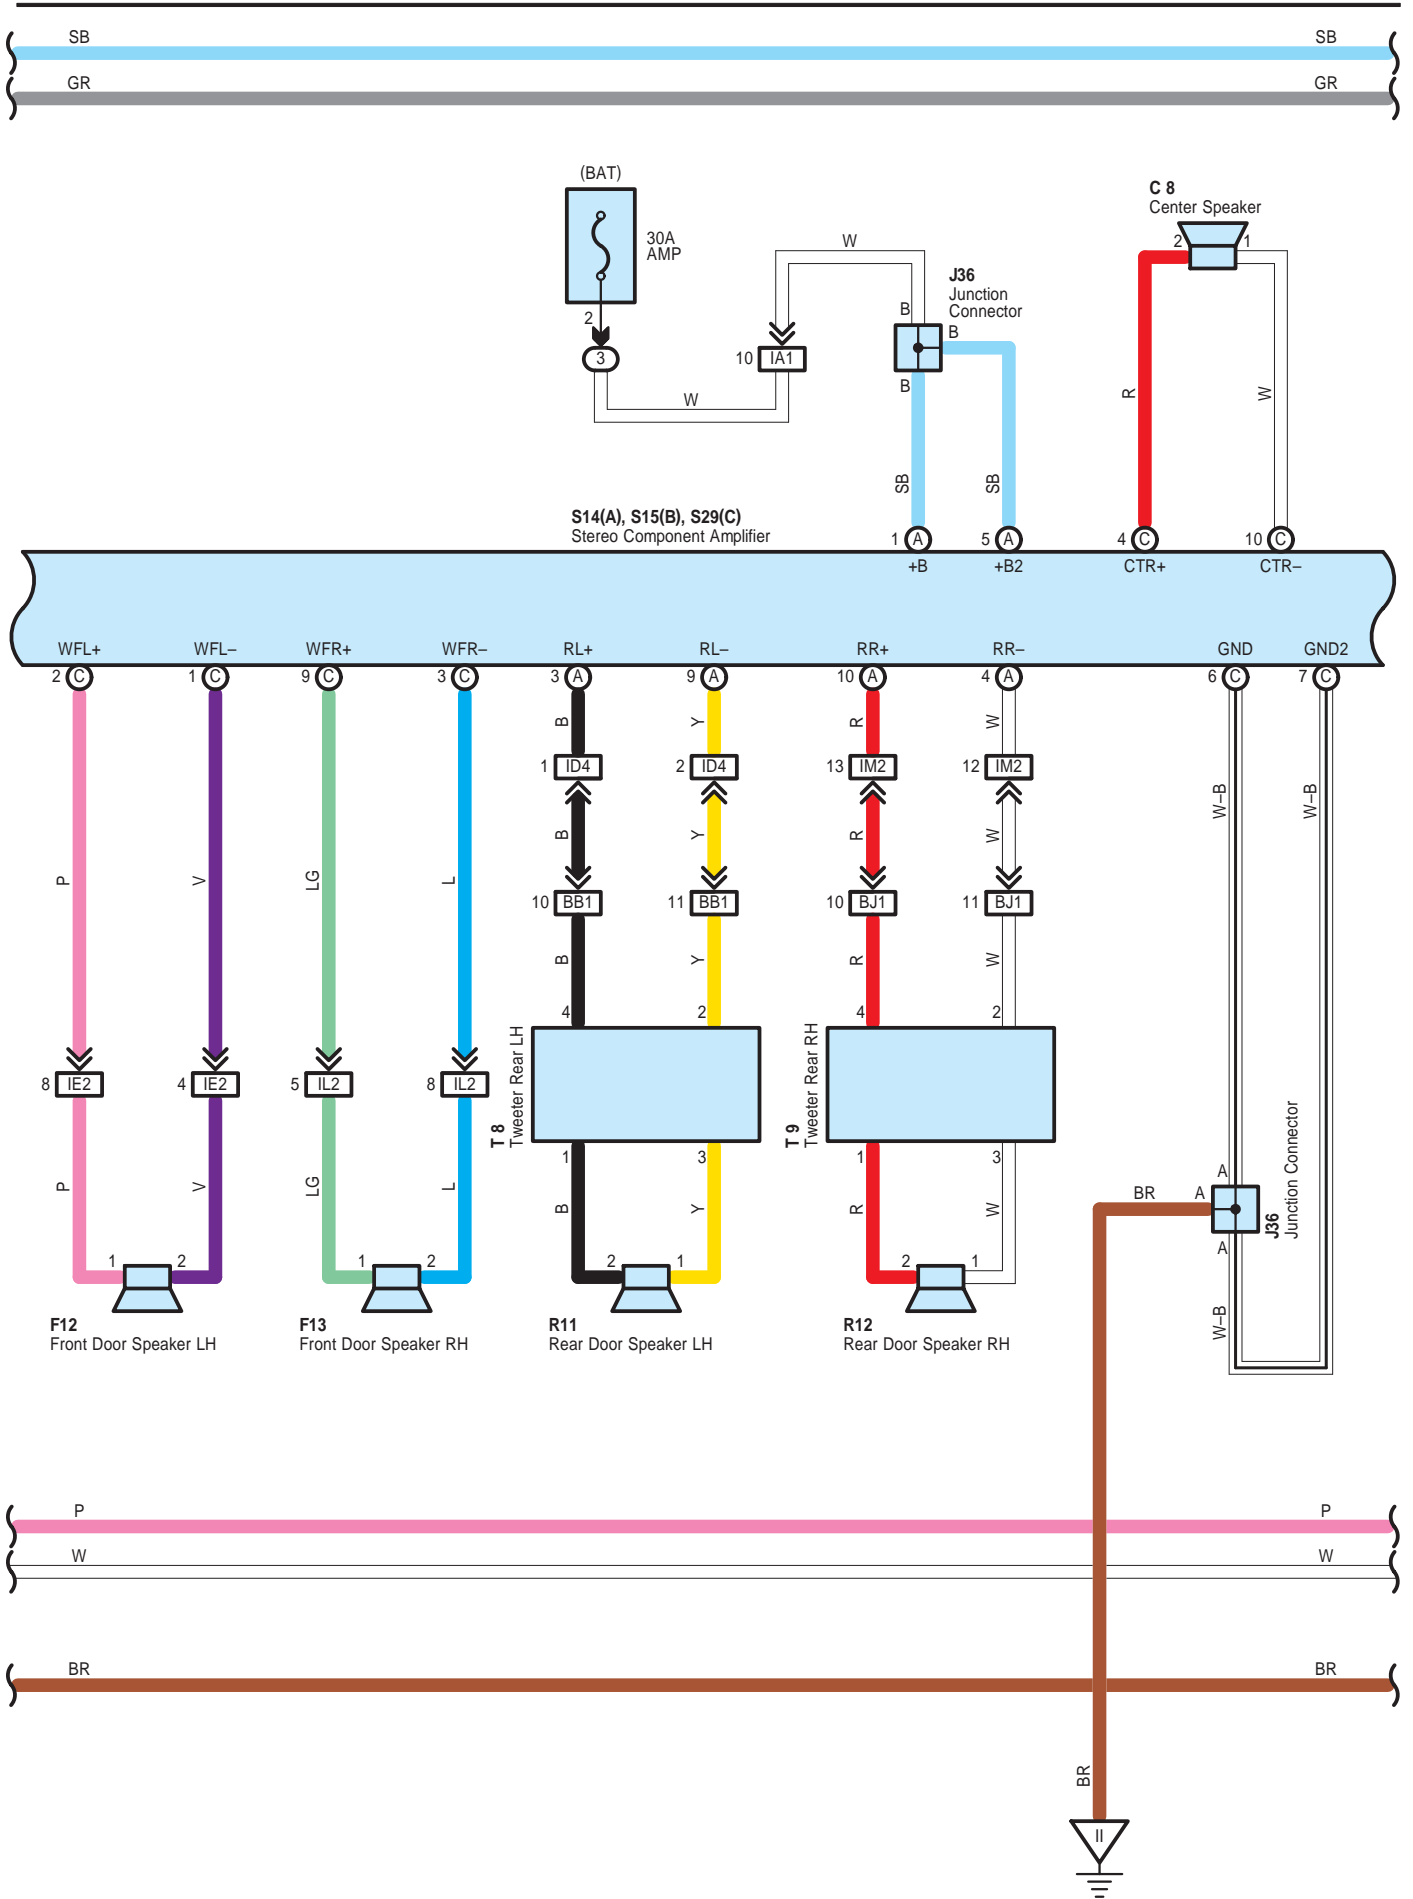 SB SB
GR GR
(BAT)
30A
AMP
2
3
W
10 IA1
W
B
J36
Junction
Connector
B
B
SB
SB
C 8
Center Speaker
2 1
R
W
S14(A), S15(B), S29(C)
Stereo Component Amplifier
1 A 5 A 4 C 10 C
+B +B2 CTR+ CTR–
WFL+ WFL– WFR+ WFR– RL+ RL– RR+ RR– GND GND2
2 C 1 C 9 C 3 C 3 A 9 A 10 A 4 A 6 C 7 C
B Y R W
1 ID4 2 ID4 13 IM2 12 IM2
W–B W–B
B Y R W
P V LG L
10 BB1 11 BB1 10 BJ1 11 BJ1
B Y R W
4 2 4 2
T 8
Tweeter Rear LH
T 9
Tweeter Rear RH
8 IE2 4 IE2 5 IL2 8 IL2
1 3 1 3
P V LG L B Y R W
A
BR A
A
J36
Junction Connector
1 2 1 2 2 1 2 1
F12
Front Door Speaker LH
F13
Front Door Speaker RH
R11
Rear Door Speaker LH
R12
Rear Door Speaker RH
W–B
P P
W W
BR BR
BR
II